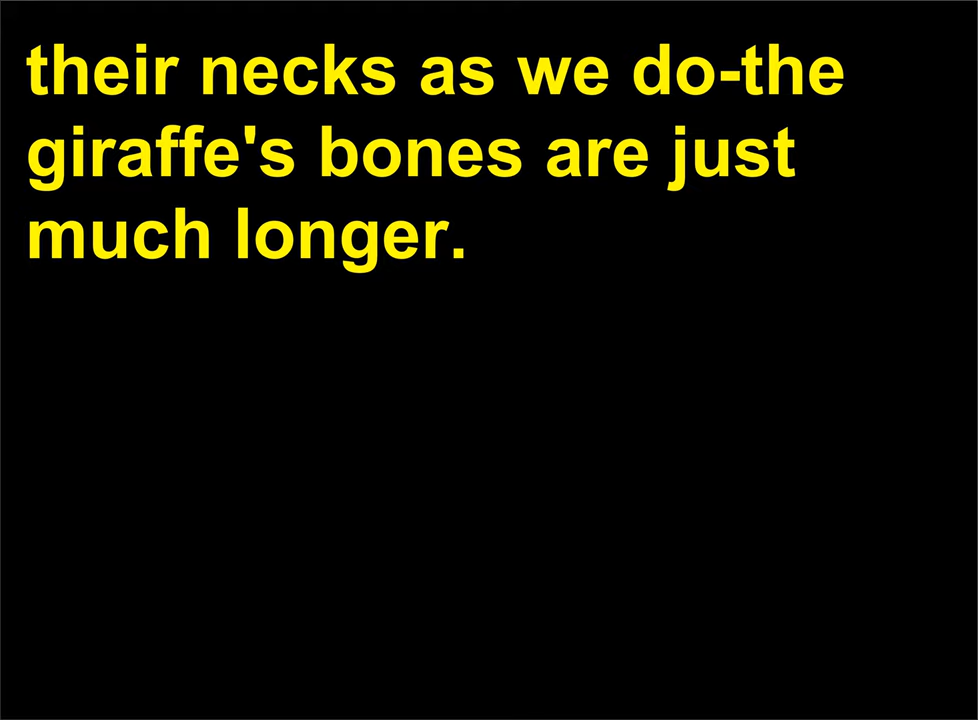 their necks as we do-the
giraffe's bones are just
much longer.